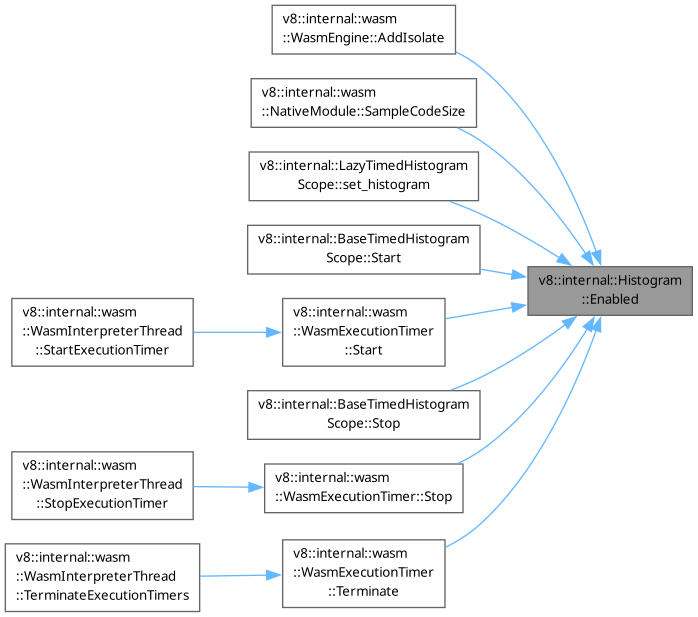 v8::internal::wasm
::WasmEngine::AddIsolate
v8::internal::wasm
::NativeModule::SampleCodeSize
v8::internal::LazyTimedHistogram
Scope::set_histogram
v8::internal::BaseTimedHistogram
Scope::Start
v8::internal::Histogram
::Enabled
v8::internal::wasm
::WasmInterpreterThread
::StartExecutionTimer
v8::internal::wasm
::WasmExecutionTimer
::Start
v8::internal::BaseTimedHistogram
Scope::Stop
v8::internal::wasm
::WasmInterpreterThread
::StopExecutionTimer
v8::internal::wasm
::WasmExecutionTimer::Stop
v8::internal::wasm
::WasmInterpreterThread
::TerminateExecutionTimers
v8::internal::wasm
::WasmExecutionTimer
::Terminate